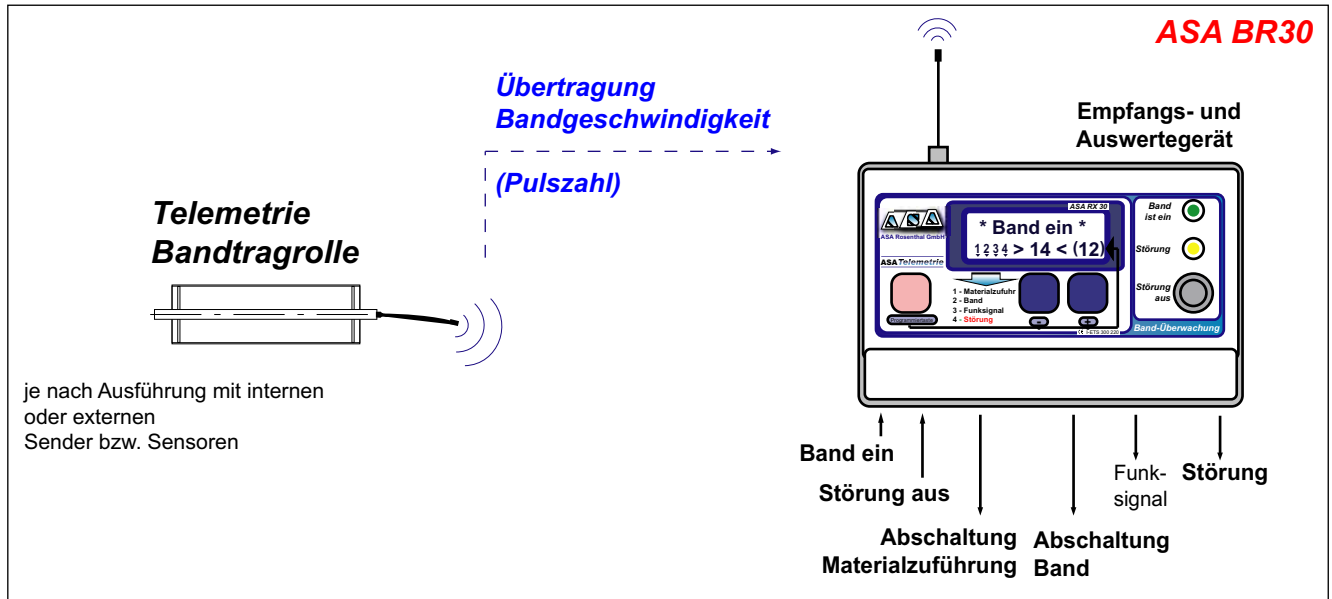 ASA BR30
Übertragung
Bandgeschwindigkeit
(Pulszahl)
Telemetrie
Bandtragrolle
je nach Ausführung mit internen
oder externen
Sender bzw. Sensoren
Empfangs- und
Auswertegerät
ASA RX 30
ASA Rosenthal GmbH
* Band ein *
1 2 3 4 > 14 < (12)
ASA Telemetrie
1 - Materialzufuhr
2 - Band
3 - Funksignal
4 - Störung
Programmiertaste
-
+
Band
ist ein
Störung
Störung
aus
Band-Überwachung
Band ein
Störung aus
Abschaltung
Materialzuführung
Abschaltung
Band
Funk-
signal
Störung